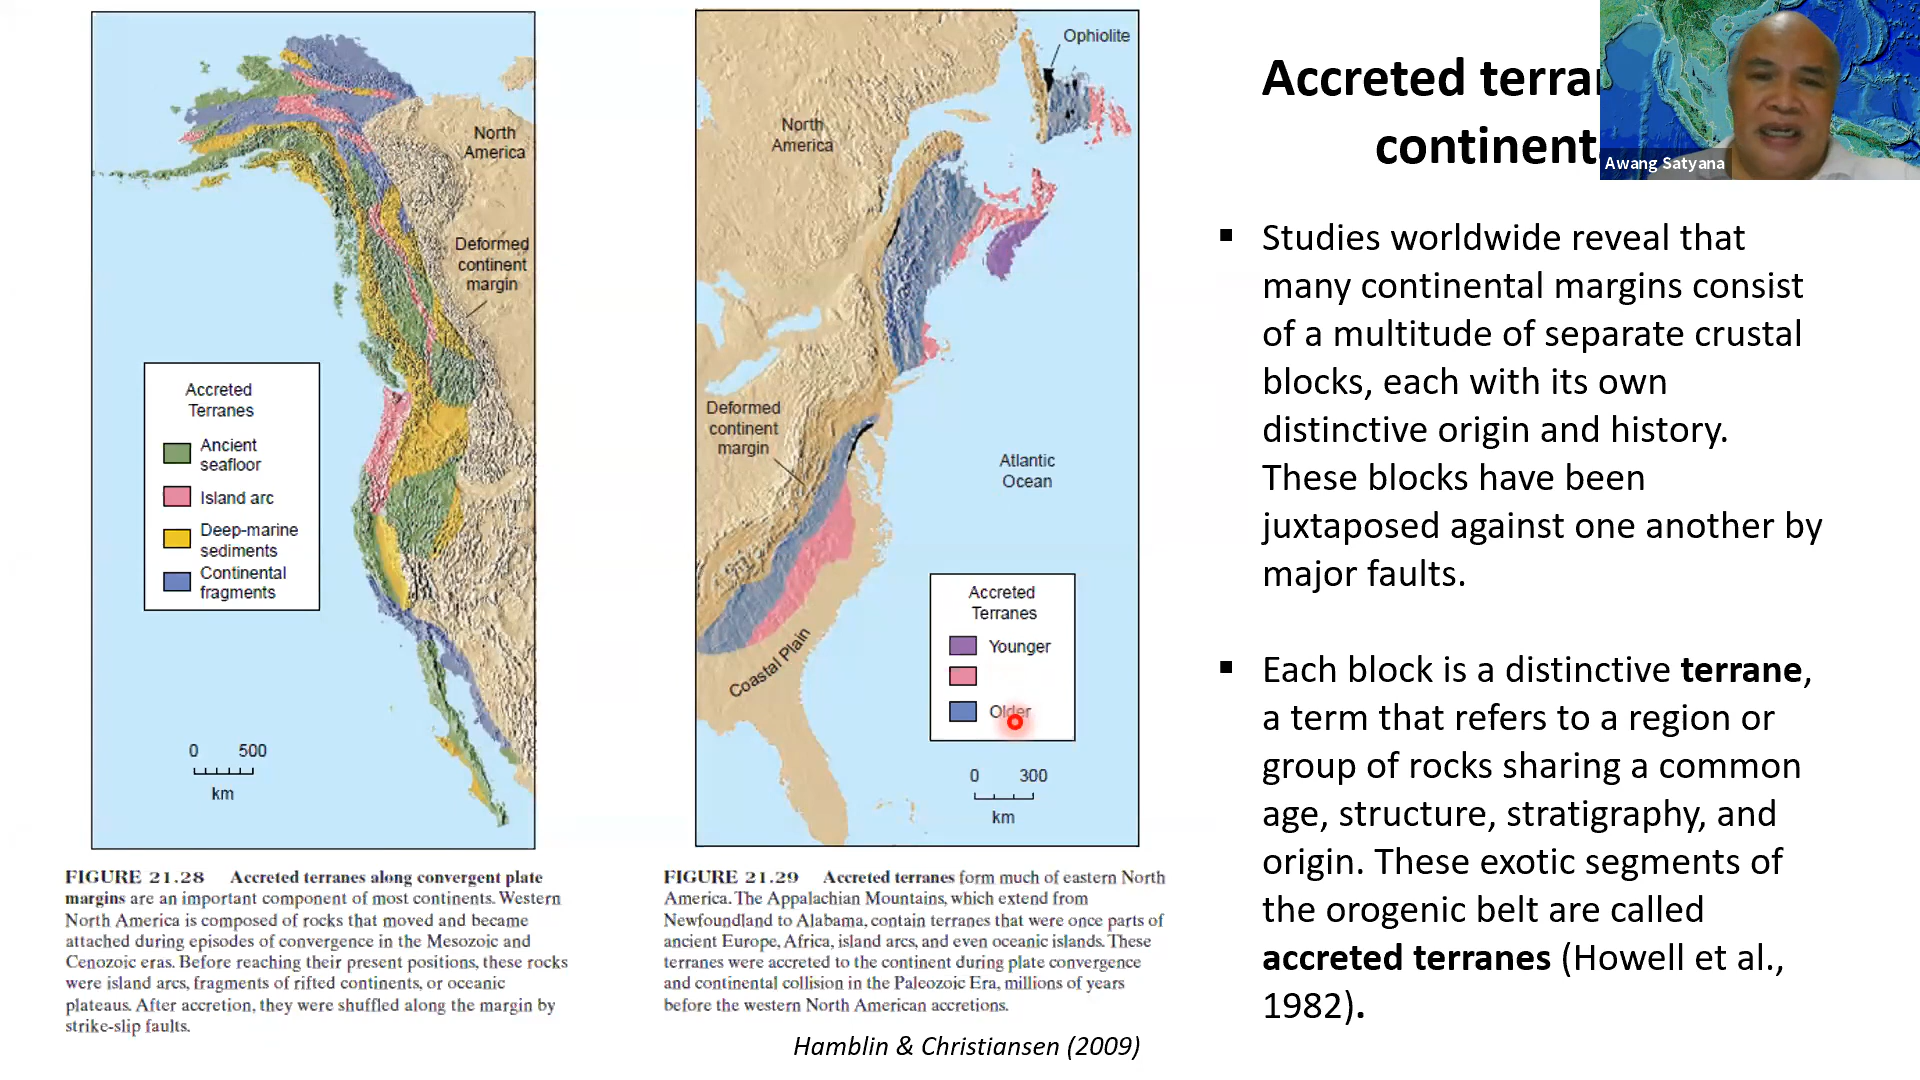 North
America
Deformed
continent
margin
Accreted
Terranes
Ancient
seafloor
Island arc
Deep-marine
sediments
Continental
fragments
0 500
km
FIGURE 21.28 Accreted terranes along convergent plate
margins are an important component of most continents. Western
North America is composed of rocks that moved and became
attached during episodes of convergence in the Mesozoic and
Cenozoic eras. Before reaching their present positions, these rocks
were island arcs, fragments of rifted continents, or oceanic
plateaus. After accretion, they were shuffled along the margin by
strike-slip faults.
Ophiolite
North
America
Deformed
continent
margin
Atlantic
Ocean
Coastal Plain
Accreted
Terranes
Younger
Older
0 300
km
FIGURE 21.29 Accreted terranes form much of eastern North
America. The Appalachian Mountains, which extend from
Newfoundland to Alabama, contain terranes that were once parts of
ancient Europe, Africa, island arcs, and even oceanic islands. These
terranes were accreted to the continent during plate convergence
and continental collision in the Paleozoic Era, millions of years
before the western North American accretions.
Hamblin & Christiansen (2009)
Accreted
continent
Awang Satyana
▪ Studies worldwide reveal that
many continental margins consist
of a multitude of separate crustal
blocks, each with its own
distinctive origin and history.
These blocks have been
juxtaposed against one another by
major faults.
▪ Each block is a distinctive terrane,
a term that refers to a region or
group of rocks sharing a common
age, structure, stratigraphy, and
origin. These exotic segments of
the orogenic belt are called
accreted terranes (Howell et al.,
1982).